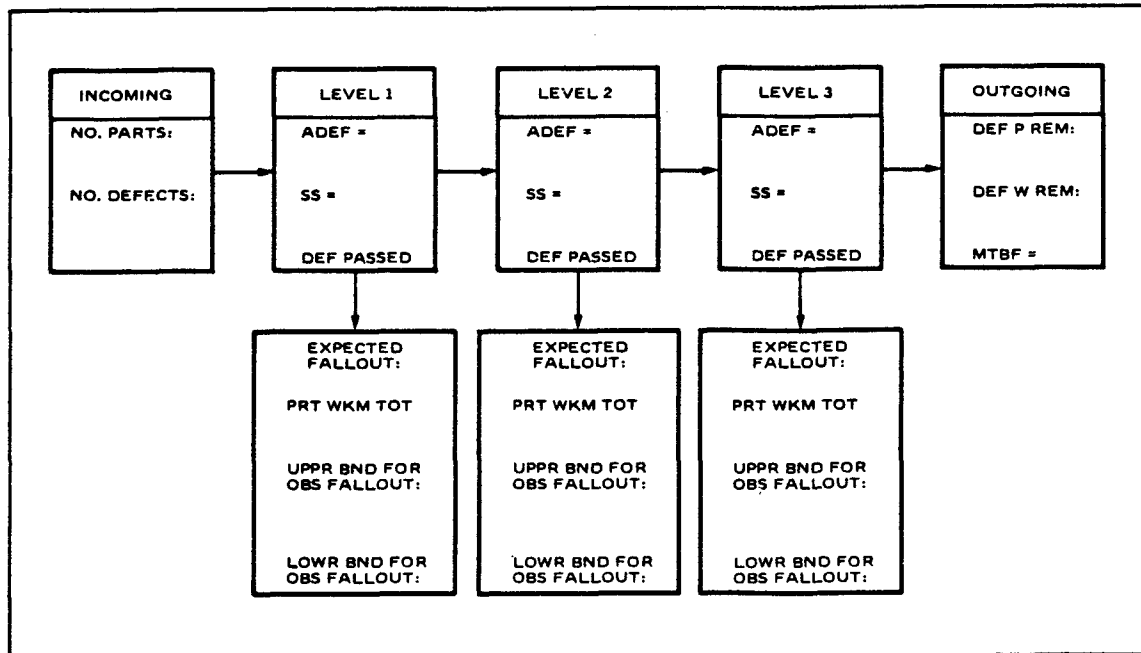 INCOMING
NO. PARTS:
NO. DEFECTS:
LEVEL 1
ADEF =
SS =
DEF PASSED
LEVEL 2
ADEF =
SS =
DEF PASSED
LEVEL 3
ADEF =
SS =
DEF PASSED
OUTGOING
DEF P REM:
DEF W REM:
MTBF =
EXPECTED
FALLOUT:
PRT WKM TOT
UPPR BND FOR
OBS FALLOUT:
LOWR BND FOR
OBS FALLOUT:
EXPECTED
FALLOUT:
PRT WKM TOT
UPPR BND FOR
OBS FALLOUT:
LOWR BND FOR
OBS FALLOUT:
EXPECTED
FALLOUT:
PRT WKM TOT
UPPR BND FOR
OBS FALLOUT:
LOWR BND FOR
OBS FALLOUT: